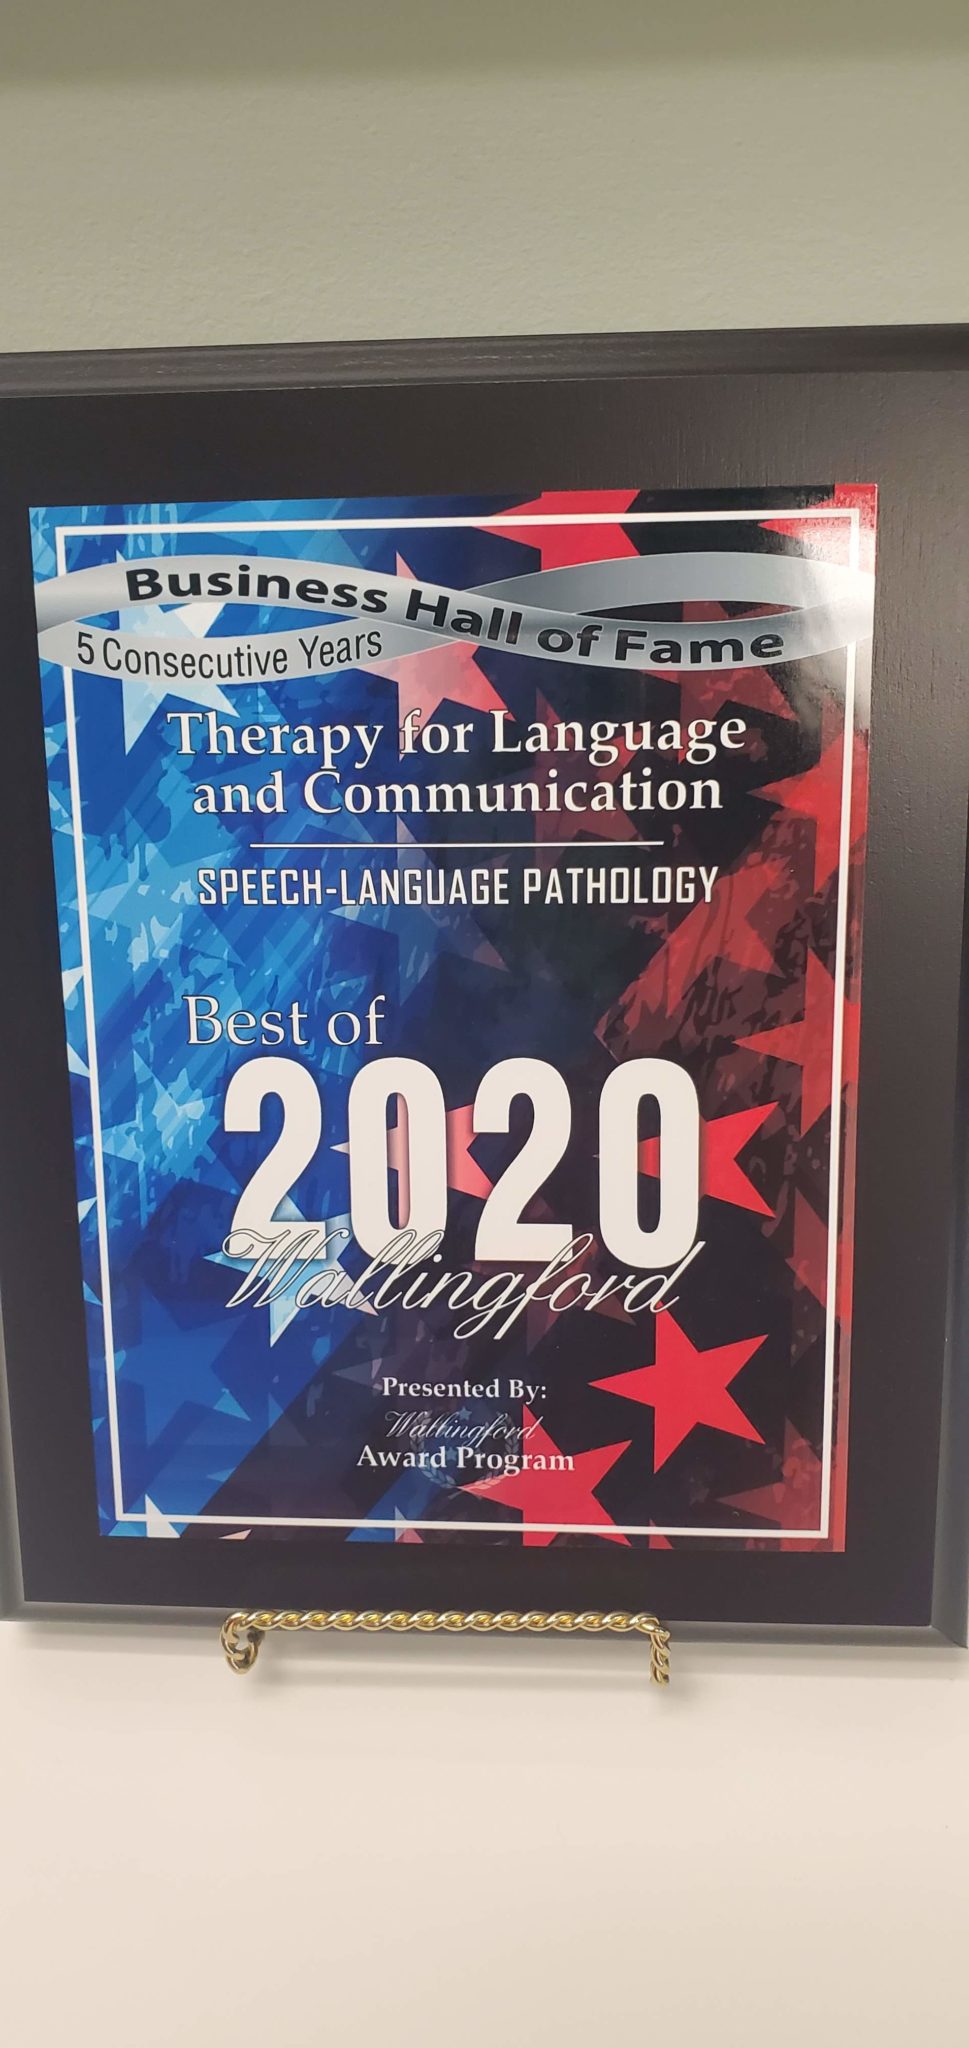 Business Hall of Fame
5 Consecutive Years
Therapy for Language
and Communication
SPEECH-LANGUAGE PATHOLOGY
Best of
2020
Wallingford
Presented By:
Wallingford
Award Program